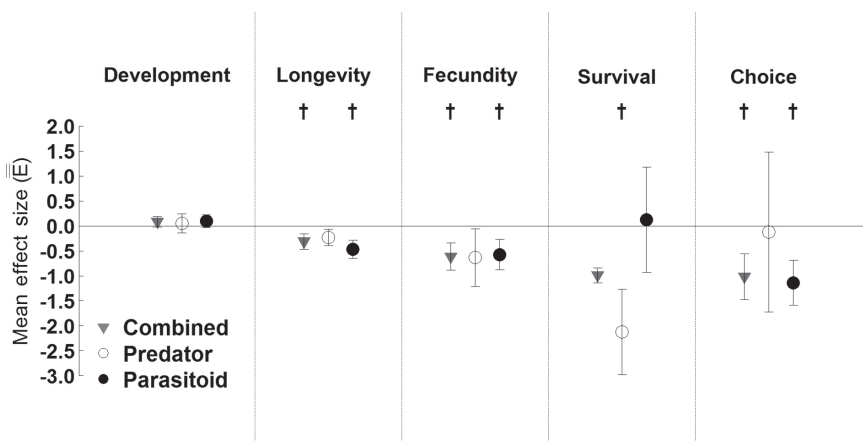 Development Longevity Fecundity Survival Choice
† † † † † † †
Mean effect size (E̿)
2.0
1.5
1.0
0.5
0.0
-0.5
-1.0
-1.5
-2.0
-2.5
-3.0
Combined
Predator
Parasitoid